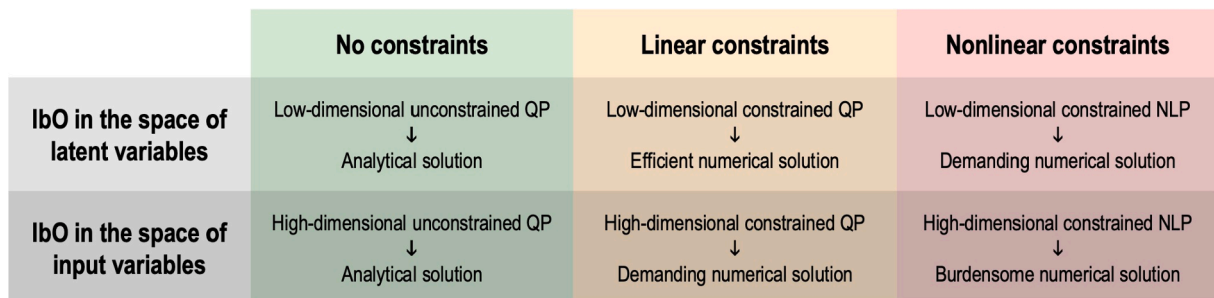 No constraints
Linear constraints
Nonlinear constraints
IbO in the space of
latent variables
Low-dimensional unconstrained QP
↓
Analytical solution
Low-dimensional constrained QP
↓
Efficient numerical solution
Low-dimensional constrained NLP
↓
Demanding numerical solution
IbO in the space of
input variables
High-dimensional unconstrained QP
↓
Analytical solution
High-dimensional constrained QP
↓
Demanding numerical solution
High-dimensional constrained NLP
↓
Burdensome numerical solution